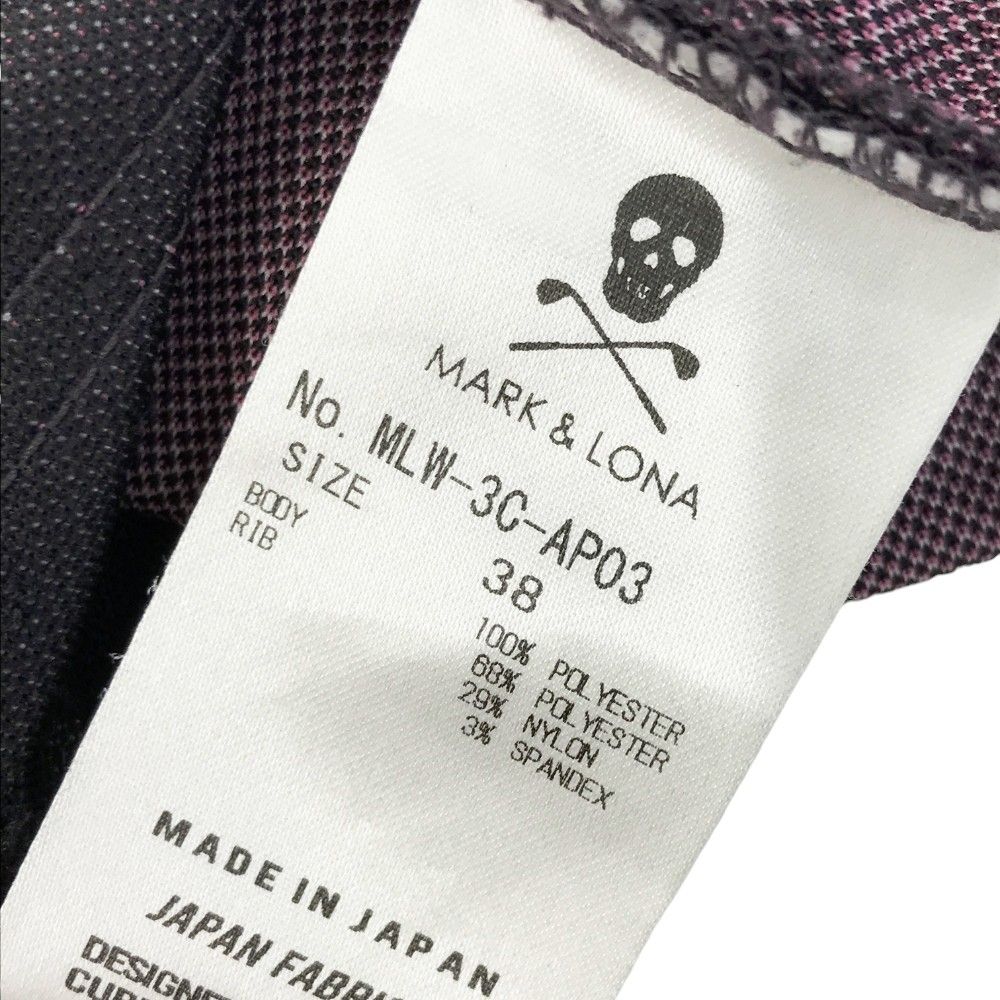 MARK & LONA
No. MLW-3C-AP03
SIZE 38
BODY 100% POLYESTER
RIB 68% POLYESTER
29% NYLON
3% SPANDEX
MADE IN JAPAN
JAPAN